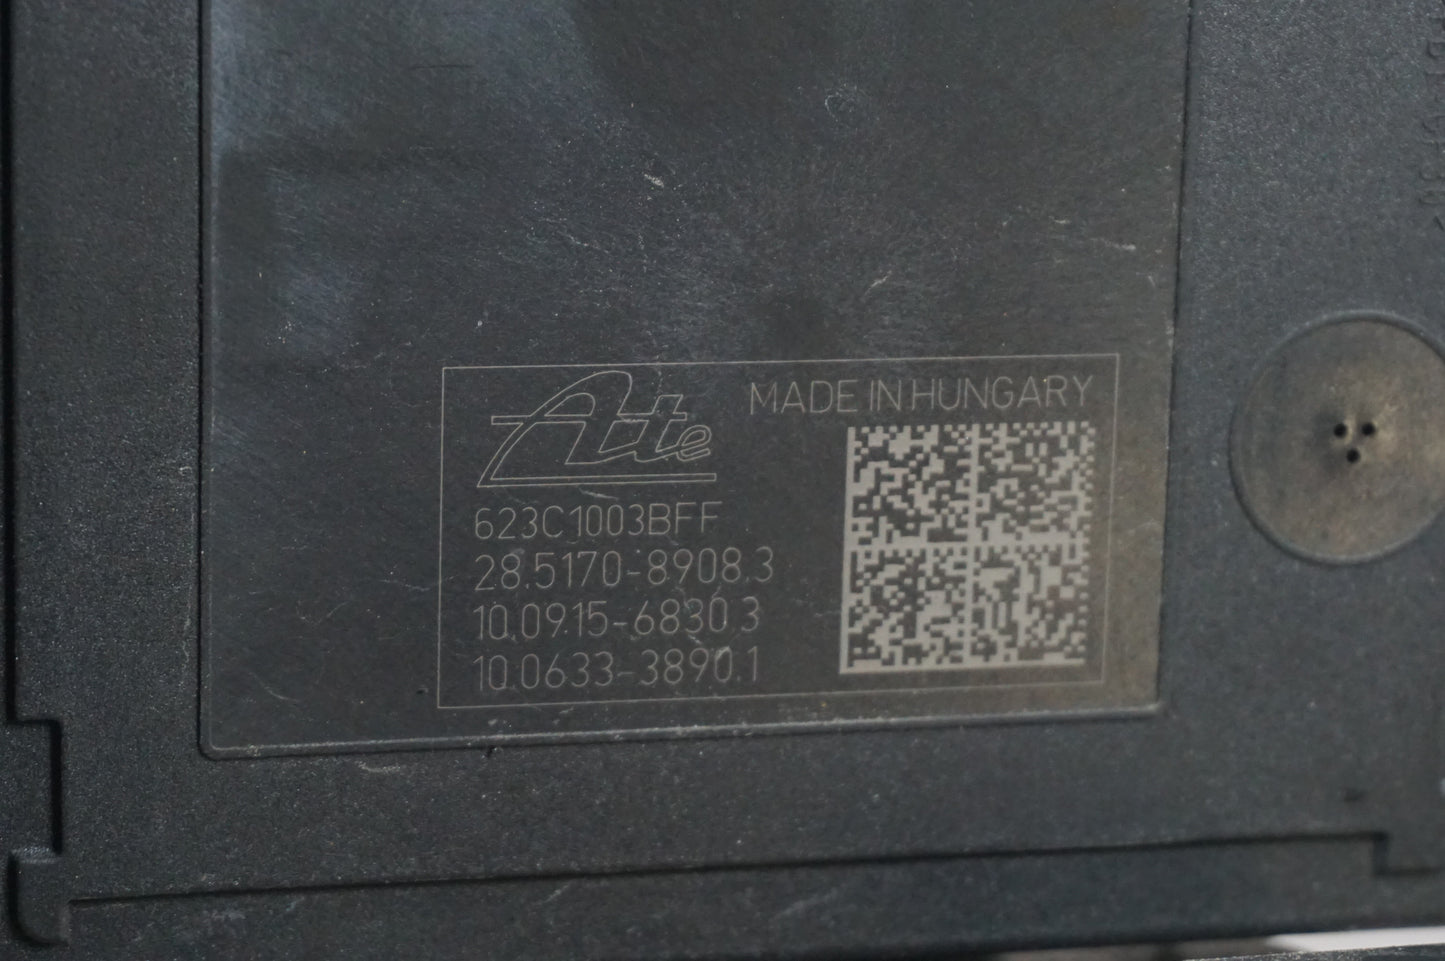 Ate
MADE IN HUNGARY
623C1003BFF
28.5170-8908.3
10.0915-6830.3
10.0633-3890.1